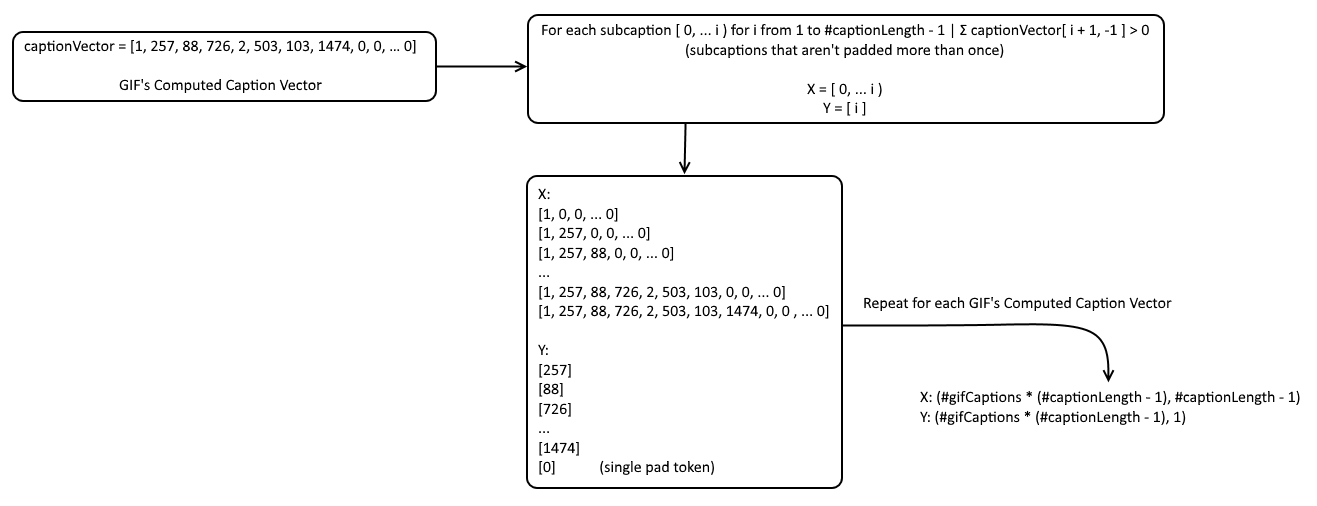 captionVector = [1, 257, 88, 726, 2, 503, 103, 1474, 0, 0, ... 0]
GIF's Computed Caption Vector
For each subcaption [ 0, ... i ) for i from 1 to #captionLength - 1 | Σ captionVector[ i + 1, -1 ] > 0
(subcaptions that aren't padded more than once)
X = [ 0, ... i )
Y = [ i ]
X:
[1, 0, 0, ... 0]
[1, 257, 0, 0, ... 0]
[1, 257, 88, 0, 0, ... 0]
...
[1, 257, 88, 726, 2, 503, 103, 0, 0, ... 0]
[1, 257, 88, 726, 2, 503, 103, 1474, 0, 0 , ... 0]
Y:
[257]
[88]
[726]
...
[1474]
[0] (single pad token)
Repeat for each GIF's Computed Caption Vector
X: (#gifCaptions * (#captionLength - 1), #captionLength - 1)
Y: (#gifCaptions * (#captionLength - 1), 1)